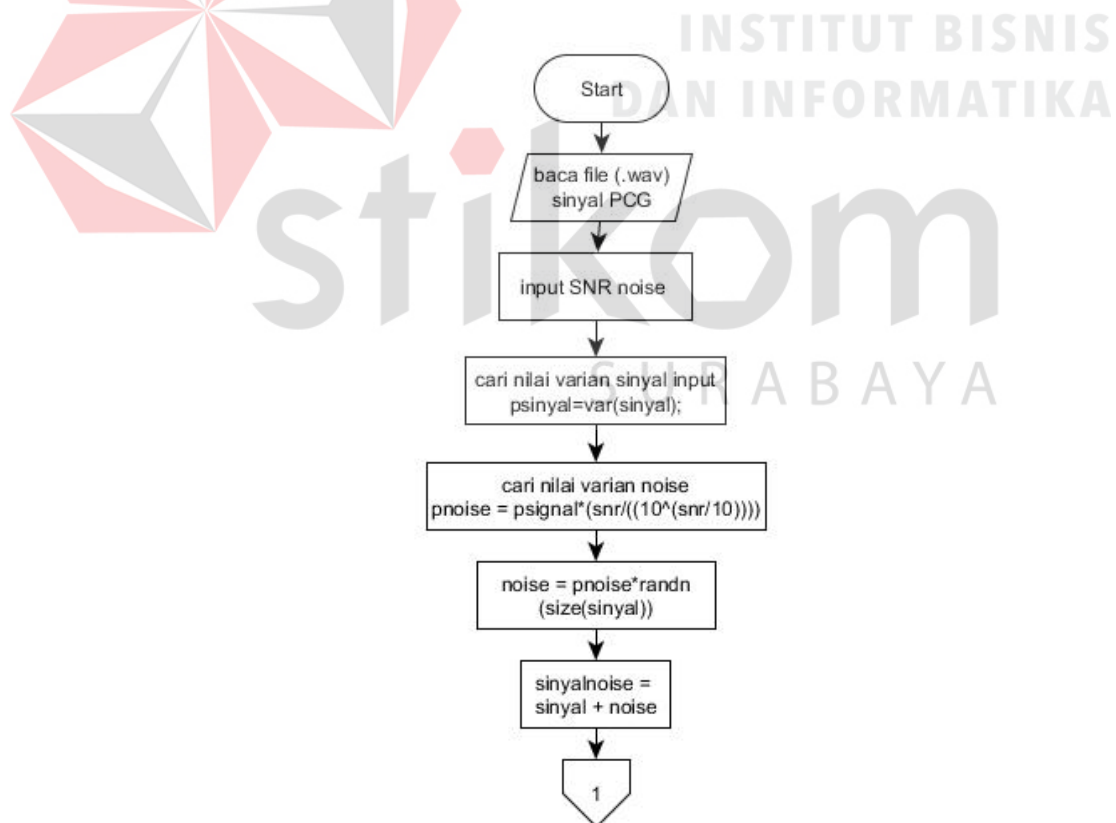 INSTITUT BISNIS
DAN INFORMATIKA
stikom
SURABAYA
Start
baca file (.wav)
sinyal PCG
input SNR noise
cari nilai varian sinyal input
psinyal=var(sinyal);
cari nilai varian noise
pnoise = psignal*(snr/((10^(snr/10))))
noise = pnoise*randn
(size(sinyal))
sinyalnoise =
sinyal + noise
1